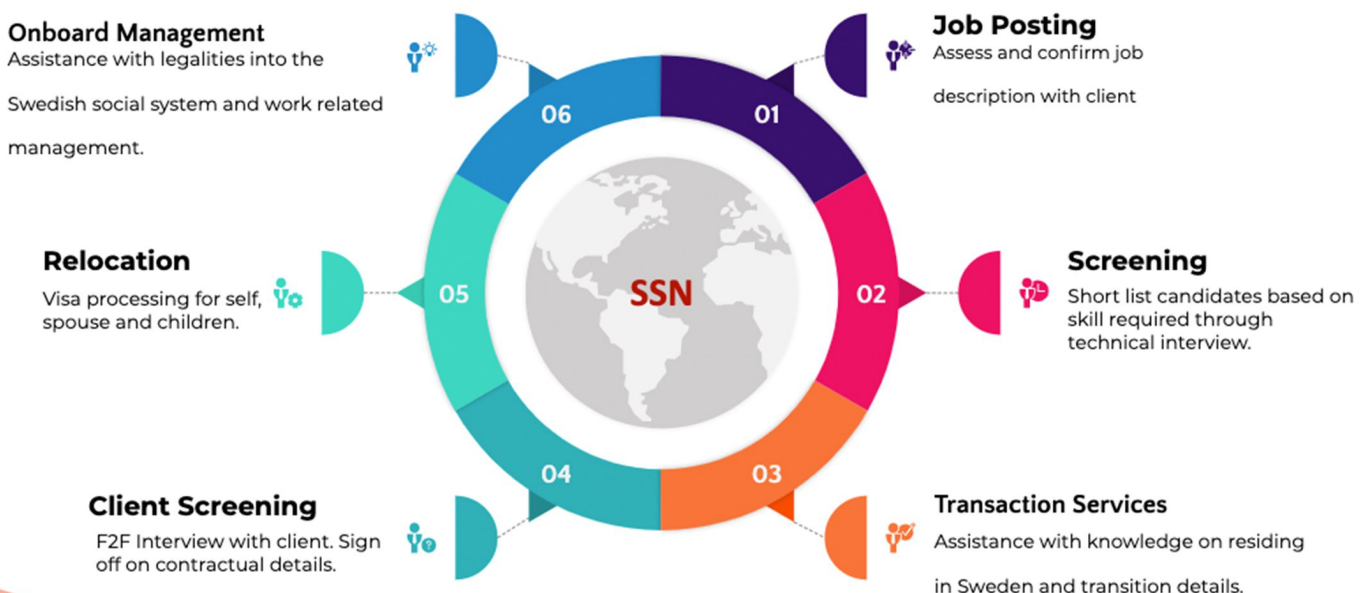 Onboard Management
Assistance with legalities into the
Swedish social system and work related
management.
Job Posting
Assess and confirm job
description with client
06
01
Relocation
Visa processing for self,
spouse and children.
05
SSN
02
Screening
Short list candidates based on
skill required through
technical interview.
04
03
Client Screening
F2F Interview with client. Sign
off on contractual details.
Transaction Services
Assistance with knowledge on residing
in Sweden and transition details.